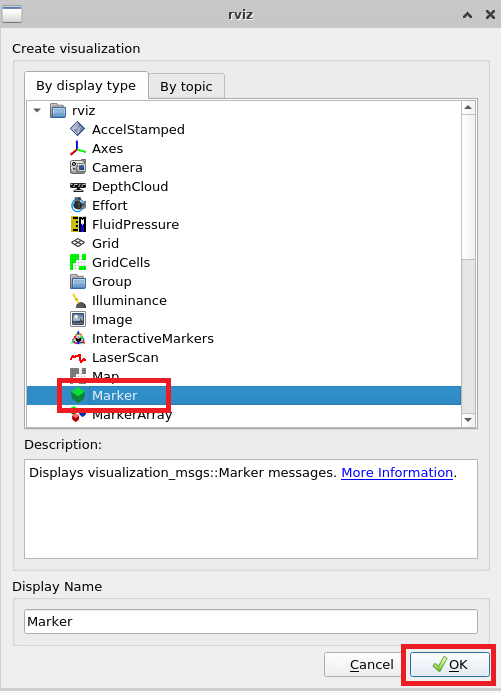 rviz
Create visualization
By display type
By topic
rviz
AccelStamped
Axes
Camera
DepthCloud
Effort
FluidPressure
Grid
GridCells
Group
Illuminance
Image
InteractiveMarkers
LaserScan
Map
Marker
MarkerArray
Description:
Displays visualization_msgs::Marker messages. More Information.
Display Name
Marker
Cancel
OK